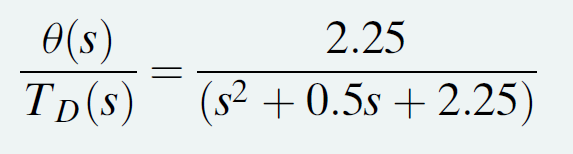 θ(s) / T_D(s) = 2.25 / (s² + 0.5s + 2.25)